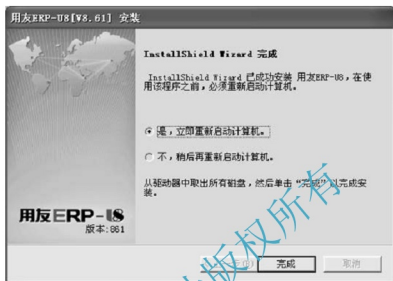 用友ERP-U8[V8.61] 安装
InstallShield Wizard 完成
InstallShield Wizard 已成功安装 用友ERP-U8，在使
用该程序之前，必须重新启动计算机。
是，立即重新启动计算机。
不，稍后再重新启动计算机。
从驱动器中取出所有磁盘，然后单击“完成”以完成安
装。
用友ERP-U8
版本:861
完成
取消
版权所有